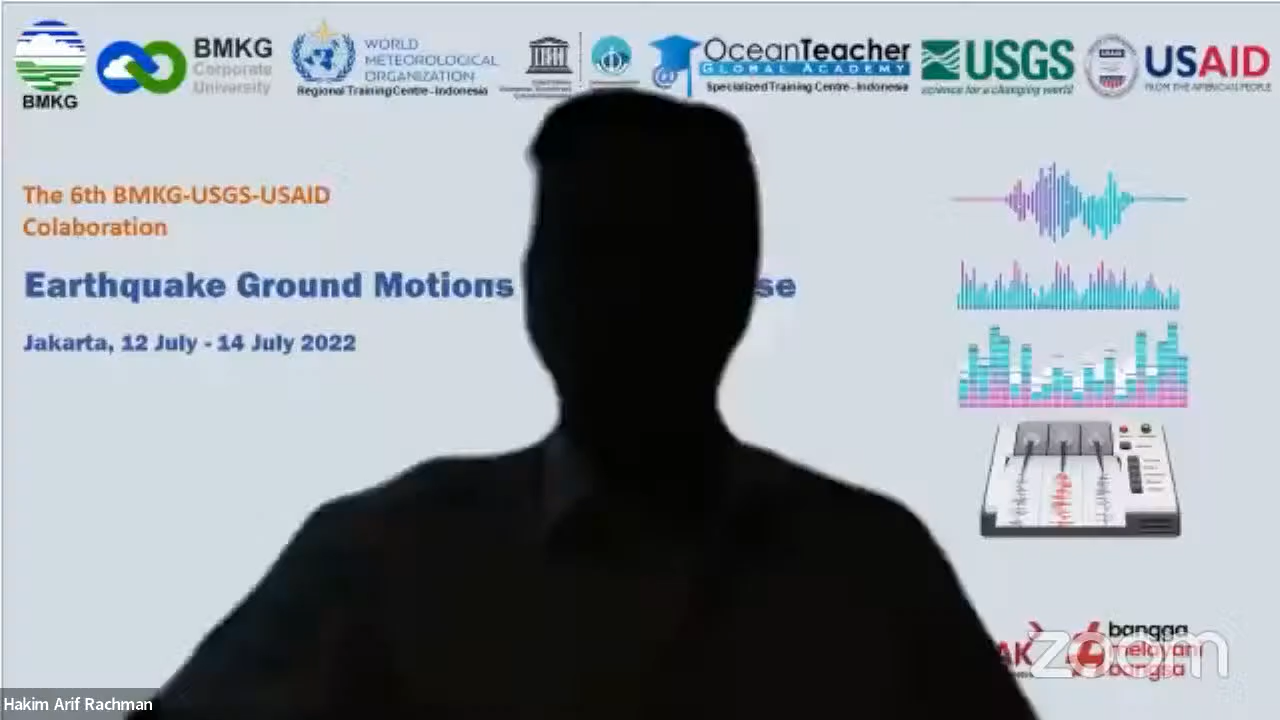 BMKG
BMKG
Corporate
University
WORLD
METEOROLOGICAL
ORGANIZATION
Regional Training Centre - Indonesia
OceanTeacher
GLOBAL ACADEMY
Specialized Training Centre - Indonesia
USGS
science for a changing world
USAID
FROM THE AMERICAN PEOPLE
The 6th BMKG-USGS-USAID
Colaboration
Earthquake Ground Motions
se
Jakarta, 12 July - 14 July 2022
AK
bangga
melayani
bangsa
zoom
Hakim Arif Rachman